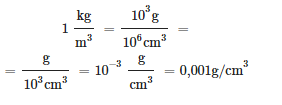 1 kg/m³ = 10³g/10⁶cm³ =
= g/10³cm³ = 10⁻³ g/cm³ = 0,001g/cm³